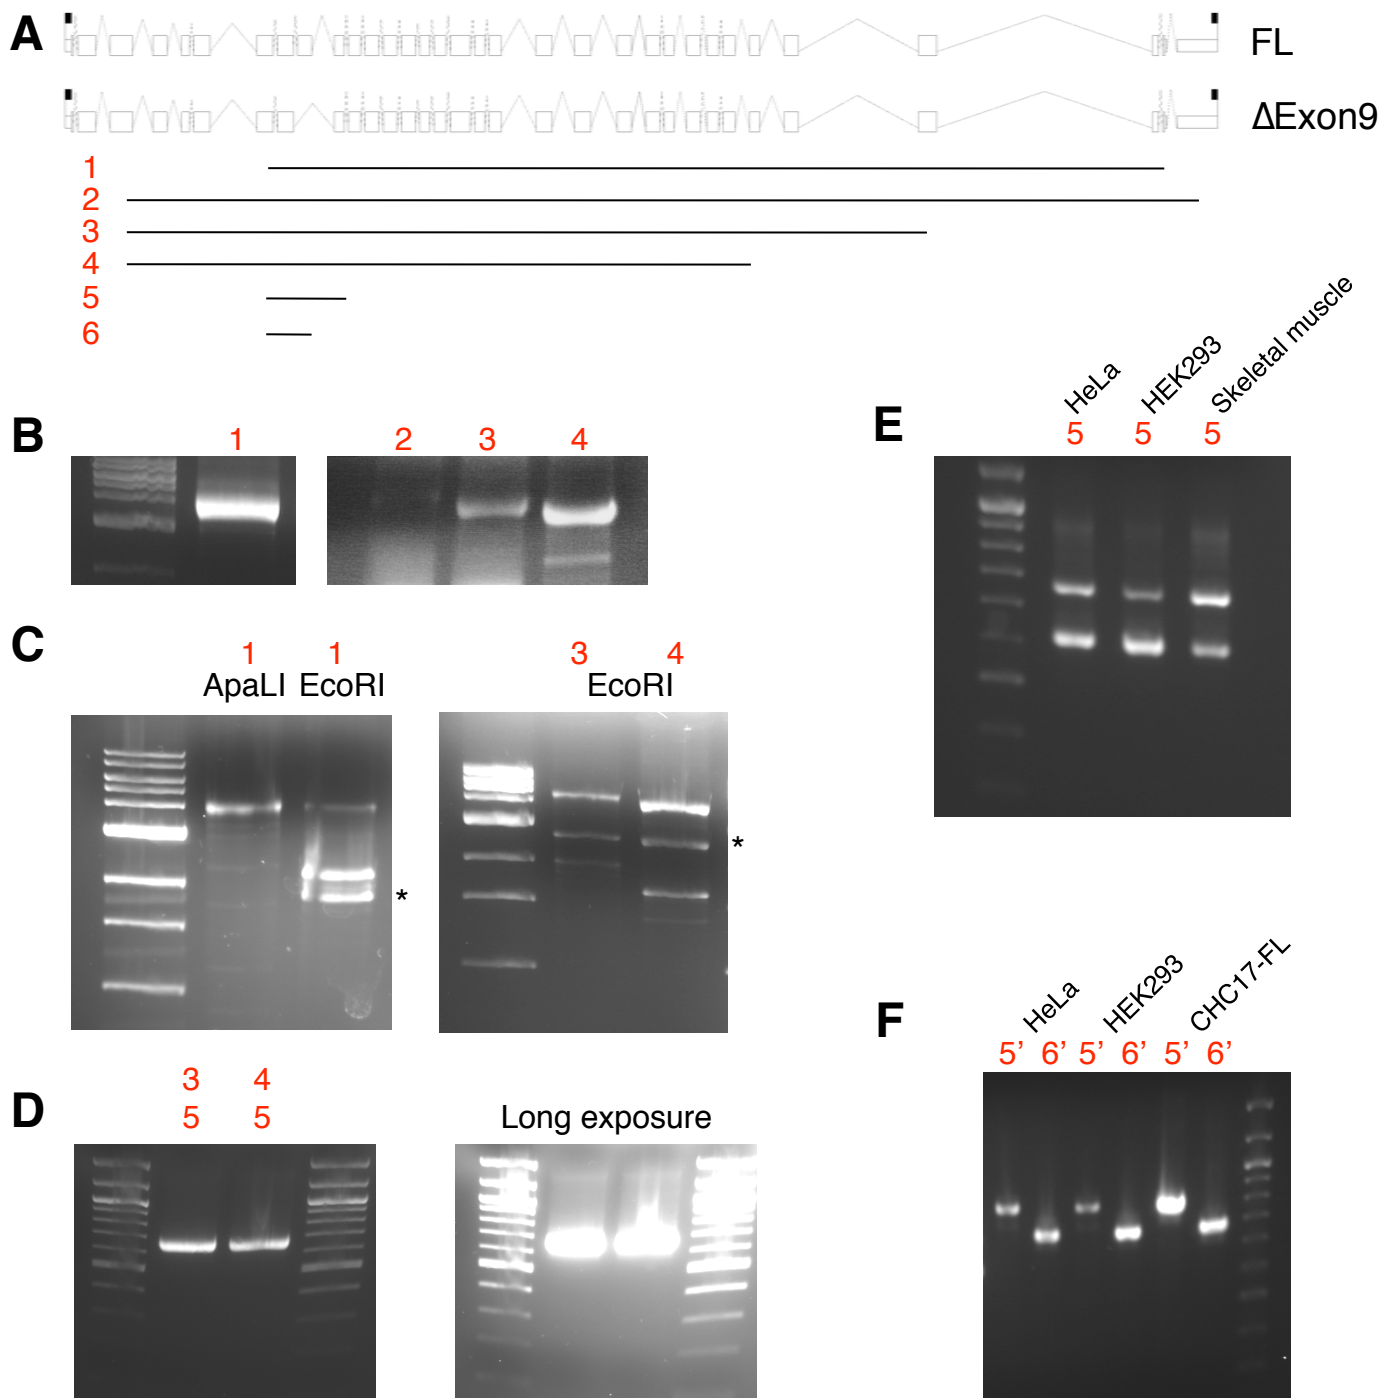 A
FL
ΔExon9
1
2
3
4
5
6
B
1
2 3 4
C
1 1
ApaLI EcoRI
*
3 4
EcoRI
*
D
3 4
5 5
Long exposure
E
HeLa HEK293 Skeletal muscle
5 5 5
F
HeLa HEK293 CHC17-FL
5’ 6’ 5’ 6’ 5’ 6’